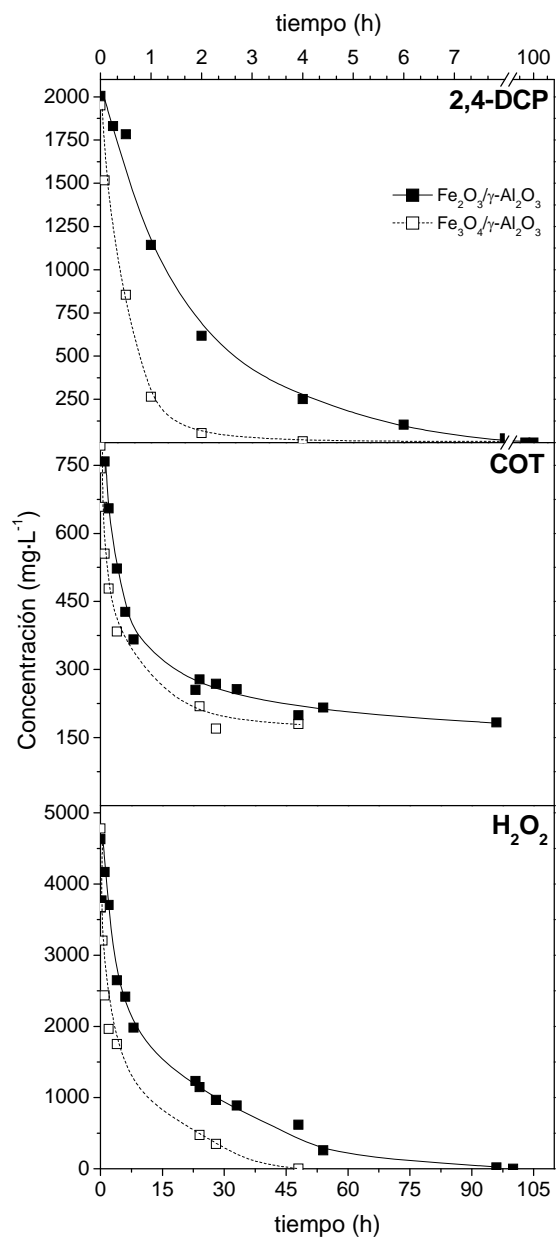 tiempo (h)
0 1 2 3 4 5 6 7 100
2,4-DCP
2000
1750
1500
1250
1000
750
500
250
Fe₂O₃/γ-Al₂O₃
Fe₃O₄/γ-Al₂O₃
COT
750
600
450
300
150
Concentración (mg·L⁻¹)
H₂O₂
5000
4000
3000
2000
1000
0
0 15 30 45 60 75 90 105
tiempo (h)